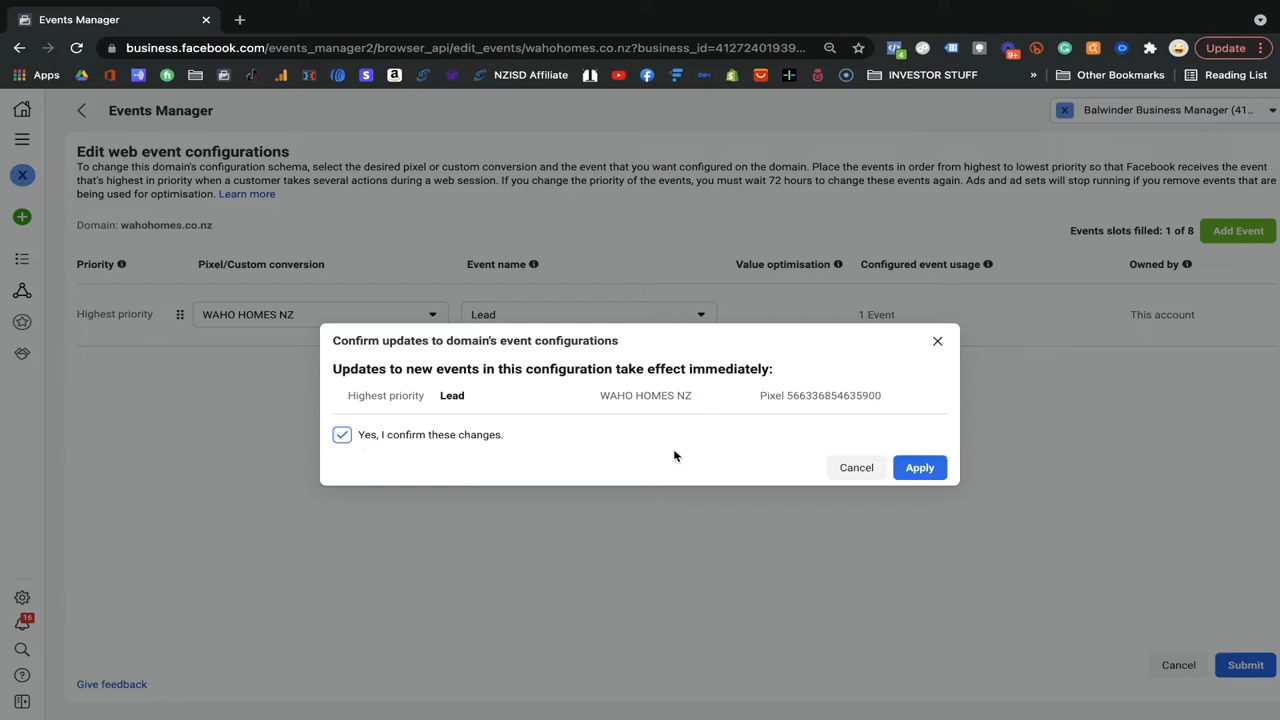 Events Manager
business.facebook.com/events_manager2/browser_api/edit_events/wahohomes.co.nz?business_id=41272401939...
Update
4
9+
Apps
NZISD Affiliate
INVESTOR STUFF
»
Other Bookmarks
Reading List
Events Manager
X
Balwinder Business Manager (41...
X
Edit web event configurations
To change this domain's configuration schema, select the desired pixel or custom conversion and the event that you want configured on the domain. Place the events in order from highest to lowest priority so that Facebook receives the event
that's highest in priority when a customer takes several actions during a web session. If you change the priority of the events, you must wait 72 hours to change these events again. Ads and ad sets will stop running if you remove events that are
being used for optimisation. Learn more
Domain: wahohomes.co.nz
Events slots filled: 1 of 8
Add Event
Priority
Pixel/Custom conversion
Event name
Value optimisation
Configured event usage
Owned by
Highest priority
WAHO HOMES NZ
Lead
1 Event
This account
Confirm updates to domain's event configurations
Updates to new events in this configuration take effect immediately:
Highest priority Lead WAHO HOMES NZ Pixel 566336854635900
Yes, I confirm these changes.
Cancel
Apply
16
Cancel
Submit
Give feedback